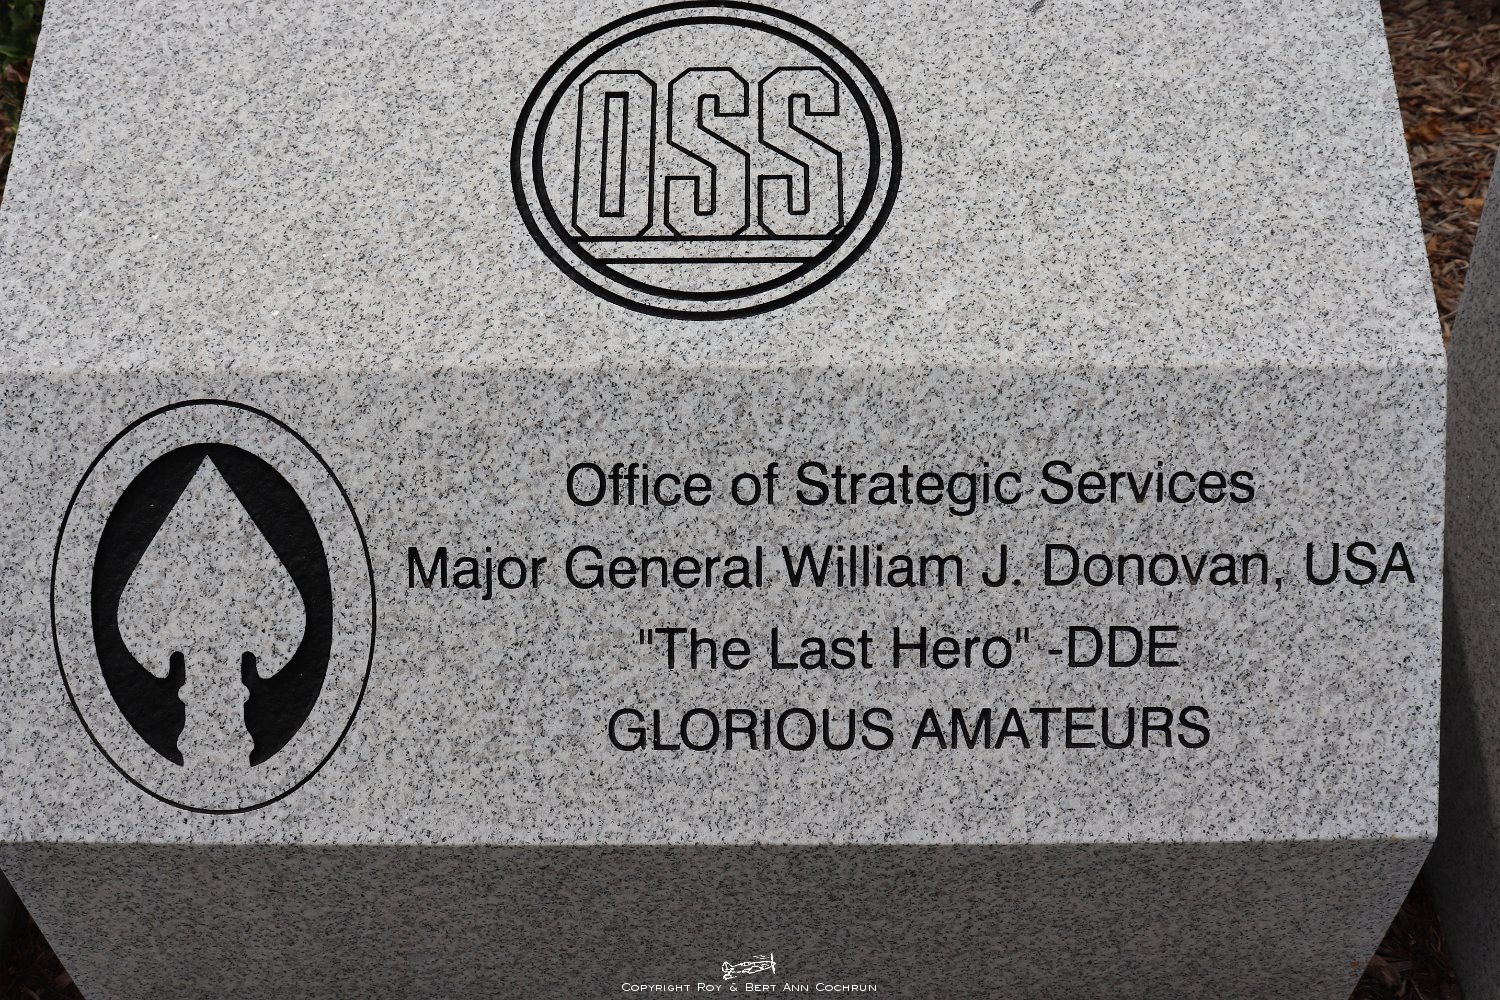 OSS
Office of Strategic Services
Major General William J. Donovan, USA
"The Last Hero" -DDE
GLORIOUS AMATEURS
Copyright Roy & Bert Ann Cochrun